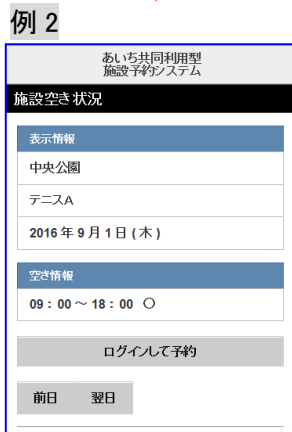 例 2
あいち共同利用型
施設予約システム
施設空き状況
表示情報
中央公園
テニスA
2016 年 9 月 1 日 ( 木 )
空き情報
09 : 00 ～ 18 : 00 ○
ログインして予約
前日 翌日